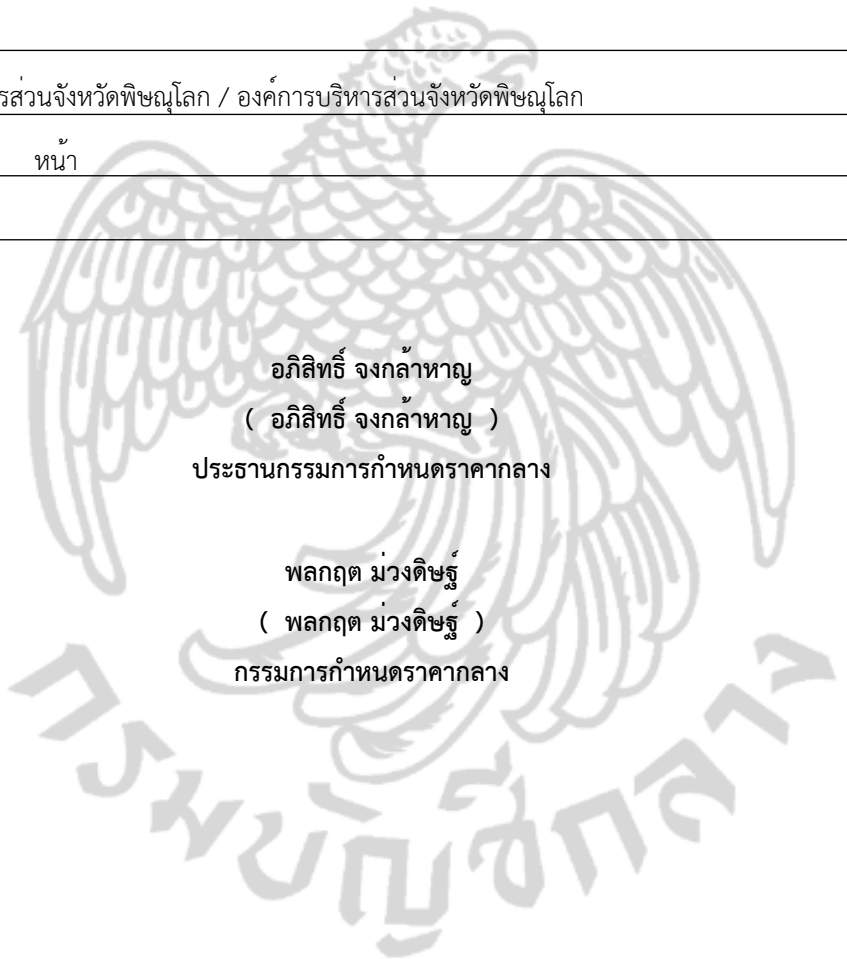 รส่วนจังหวัดพิษณุโลก / องค์การบริหารส่วนจังหวัดพิษณุโลก
หน้า
อภิสิทธิ์ จงกล้าหาญ
( อภิสิทธิ์ จงกล้าหาญ )
ประธานกรรมการกำหนดราคากลาง
พลกฤต ม่วงดิษฐ์
( พลกฤต ม่วงดิษฐ์ )
กรรมการกำหนดราคากลาง
กรมบัญชีกลาง